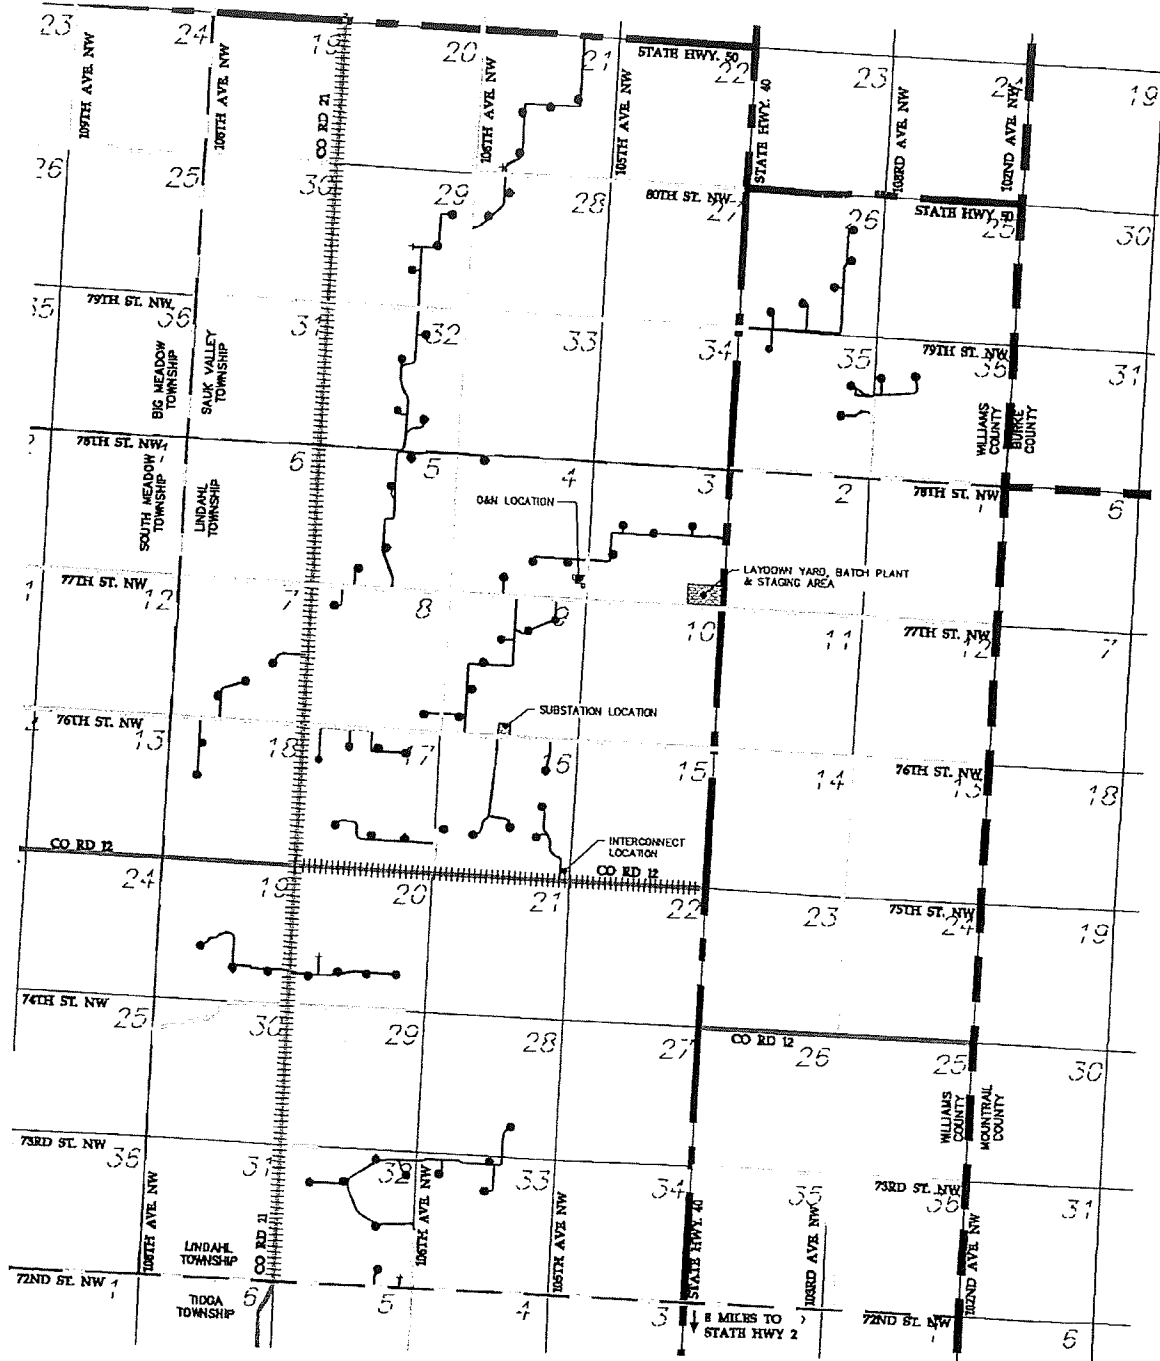 23
24
19
20
21
22
23
24
19
STATE HWY. 50
109TH AVE. NW
108TH AVE. NW
CO RD 21
106TH AVE. NW
105TH AVE. NW
STATE HWY. 40
103RD AVE. NW
102ND AVE. NW
26
25
30
29
28
27
26
25
30
80TH ST. NW
STATE HWY. 50
35
79TH ST. NW
36
31
32
33
34
35
79TH ST. NW
36
31
BIG MEADOW
TOWNSHIP
SAUK VALLEY
TOWNSHIP
WILLIAMS
COUNTY
BURKE
COUNTY
2
78TH ST. NW
1
6
5
4
3
2
78TH ST. NW
1
6
SOUTH MEADOW
TOWNSHIP
LINDAHL
TOWNSHIP
O&M LOCATION
LAYDOWN YARD, BATCH PLANT
& STAGING AREA
77TH ST. NW
12
7
8
9
10
11
77TH ST. NW
12
7
SUBSTATION LOCATION
76TH ST. NW
13
18
17
16
15
14
76TH ST. NW
13
18
INTERCONNECT
LOCATION
CO RD 12
CO RD 12
24
19
20
21
22
23
75TH ST. NW
24
19
74TH ST. NW
25
30
29
28
27
CO RD 12
26
25
30
WILLIAMS
COUNTY
MOUNTRAIL
COUNTY
73RD ST. NW
36
31
32
33
34
35
73RD ST. NW
36
31
108TH AVE. NW
CO RD 21
106TH AVE. NW
105TH AVE NW
STATE HWY. 40
103RD AVE. NW
102ND AVE. NW
LINDAHL
TOWNSHIP
72ND ST. NW
1
TIOGA
TOWNSHIP
6
5
4
3
8 MILES TO
STATE HWY 2
72ND ST. NW
1
6